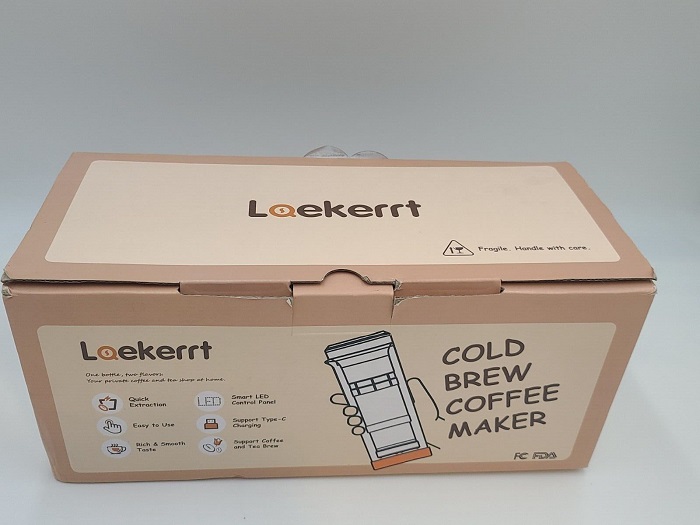 Loekerrt
Fragile. Handle with care.
Loekerrt
One bottle, two flavors.
Your private coffee and tea shop at home.
Quick
Extraction
LED
Smart LED
Control Panel
Easy to Use
Support Type-C
Charging
Rich & Smooth
Taste
Support Coffee
and Tea Brew
COLD
BREW
COFFEE
MAKER
FC FDA